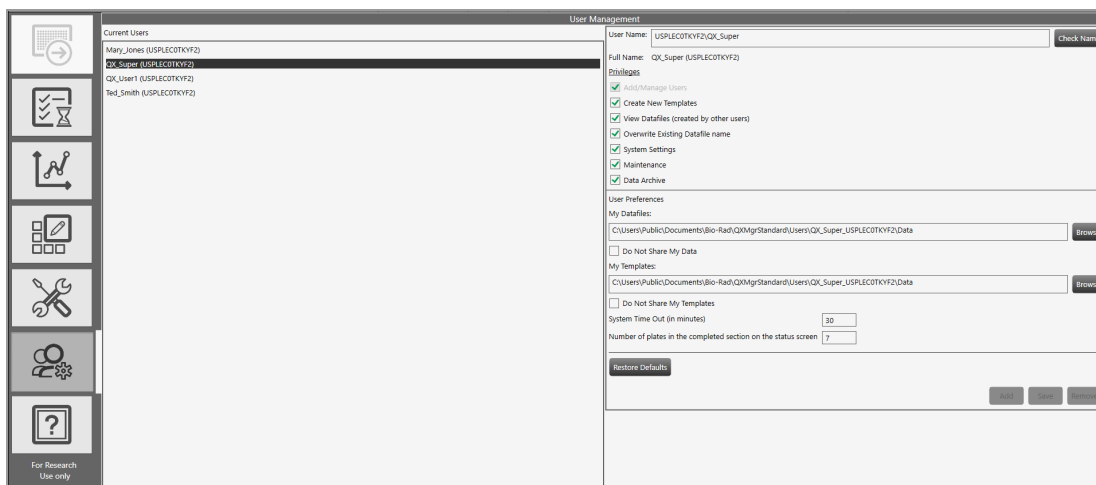 User Management
Current Users
Mary_Jones (USPLEC0TKYF2)
QX_Super (USPLEC0TKYF2)
QX_User1 (USPLEC0TKYF2)
Ted_Smith (USPLEC0TKYF2)
User Name: USPLEC0TKYF2\QX_Super
Check Nam
Full Name: QX_Super (USPLEC0TKYF2)
Privileges
Add/Manage Users
Create New Templates
View Datafiles (created by other users)
Overwrite Existing Datafile name
System Settings
Maintenance
Data Archive
User Preferences
My Datafiles:
C:\Users\Public\Documents\Bio-Rad\QXMgrStandard\Users\QX_Super_USPLEC0TKYF2\Data
Brows
Do Not Share My Data
My Templates:
C:\Users\Public\Documents\Bio-Rad\QXMgrStandard\Users\QX_Super_USPLEC0TKYF2\Data
Brows
Do Not Share My Templates
System Time Out (in minutes) 30
Number of plates in the completed section on the status screen 7
Restore Defaults
Add Save Remove
?
For Research
Use only